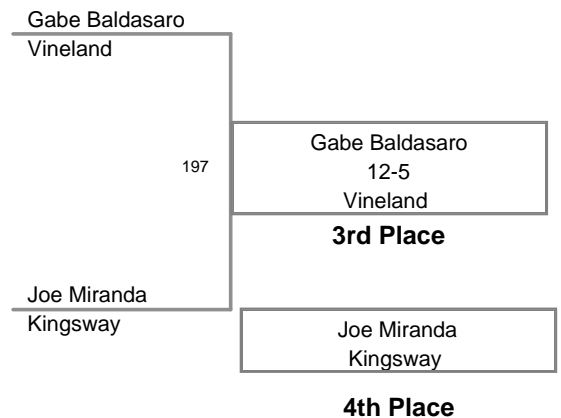 Gabe Baldasaro
Vineland
197
Gabe Baldasaro
12-5
Vineland
3rd Place
Joe Miranda
Kingsway
Joe Miranda
Kingsway
4th Place